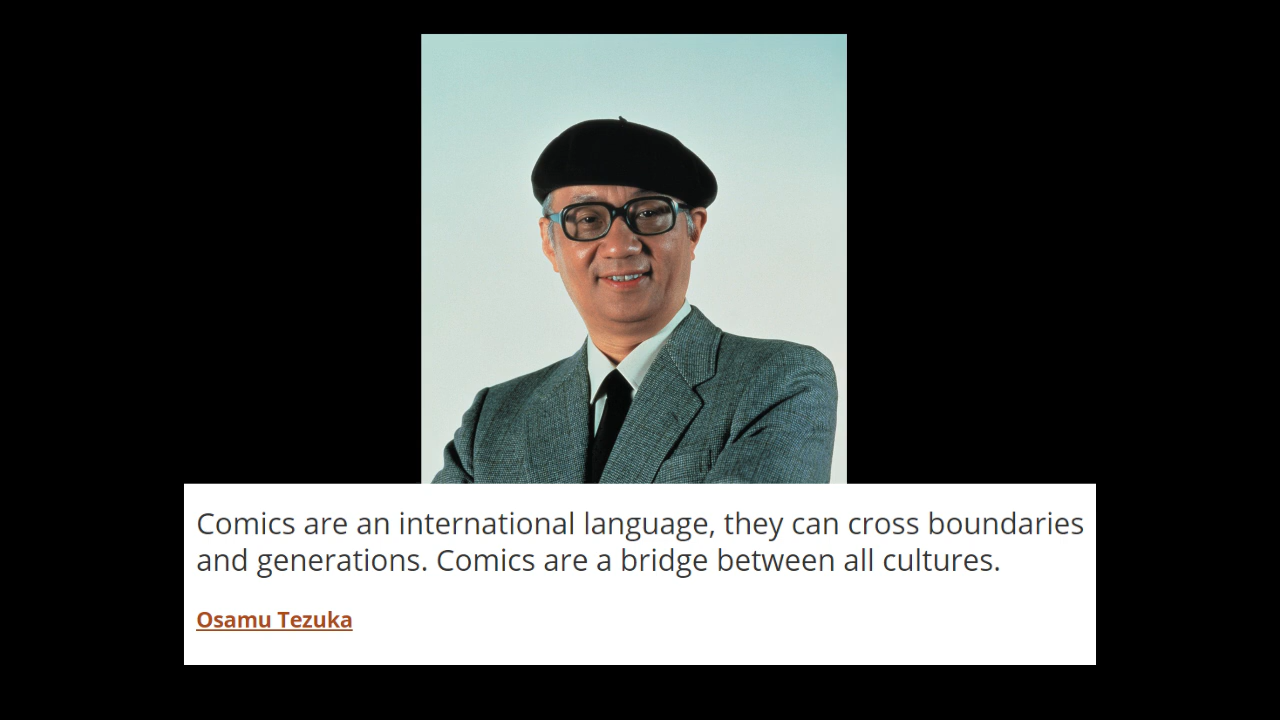 Comics are an international language, they can cross boundaries
and generations. Comics are a bridge between all cultures.
Osamu Tezuka